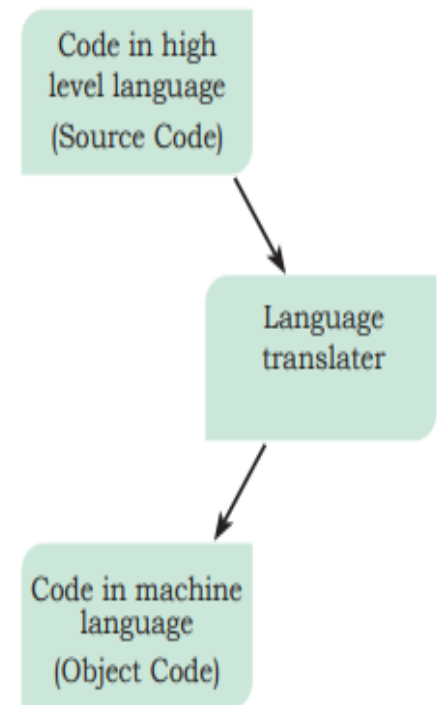 Code in high
level language
(Source Code)
Language
translater
Code in machine
language
(Object Code)